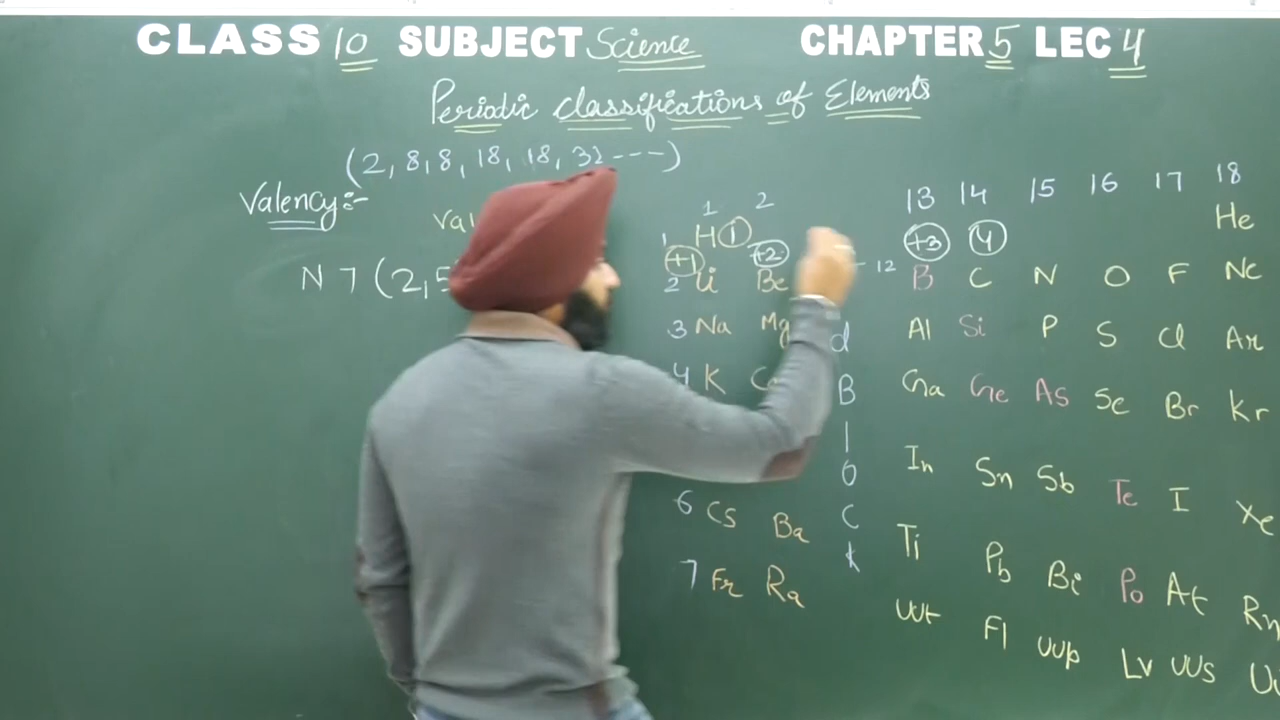 CLASS 10 SUBJECT Science CHAPTER 5 LEC 4
Periodic classifications of Elements
(2, 8, 8, 18, 18, 32 ---)
Valency:-
N 7 (2,5
1 2 13 14 15 16 17 18
1 H 1 He
+1 +2 - 12 +3 4
2 Li Be B C N O F Ne
3 Na Mg d Al Si P S Cl Ar
4 K B Ga Ge As Se Br Kr
l
O In Sn Sb Te I Xe
6 Cs Ba C
k Ti Pb Bi Po At Rn
7 Fr Ra
Uut Fl Uup Lv Uus